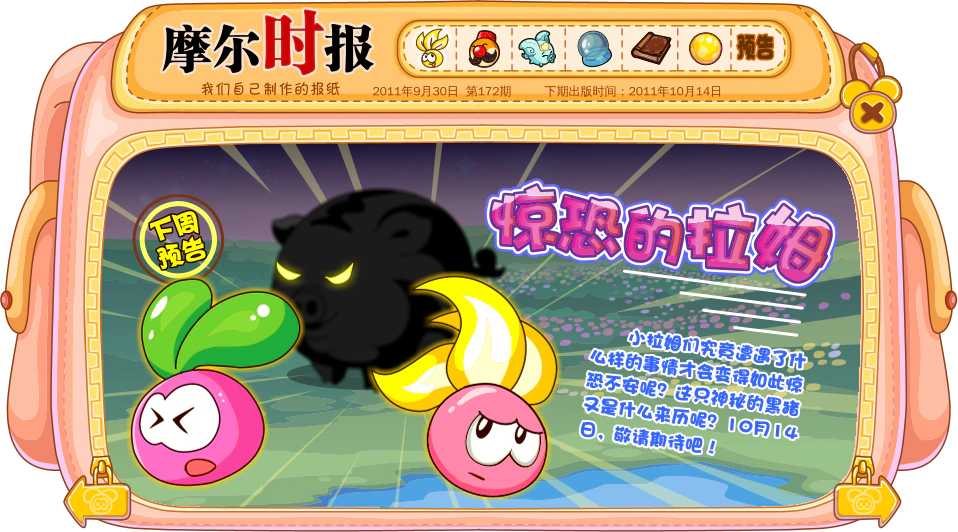 摩尔时报
我们自己制作的报纸
2011年9月30日 第172期 下期出版时间：2011年10月14日
预告
下周
预告
惊恐的拉姆
小拉姆们究竟遭遇了什
么样的事情才会变得如此惊
恐不安呢？这只神秘的黑猪
又是什么来历呢？10月14
日，敬请期待吧！